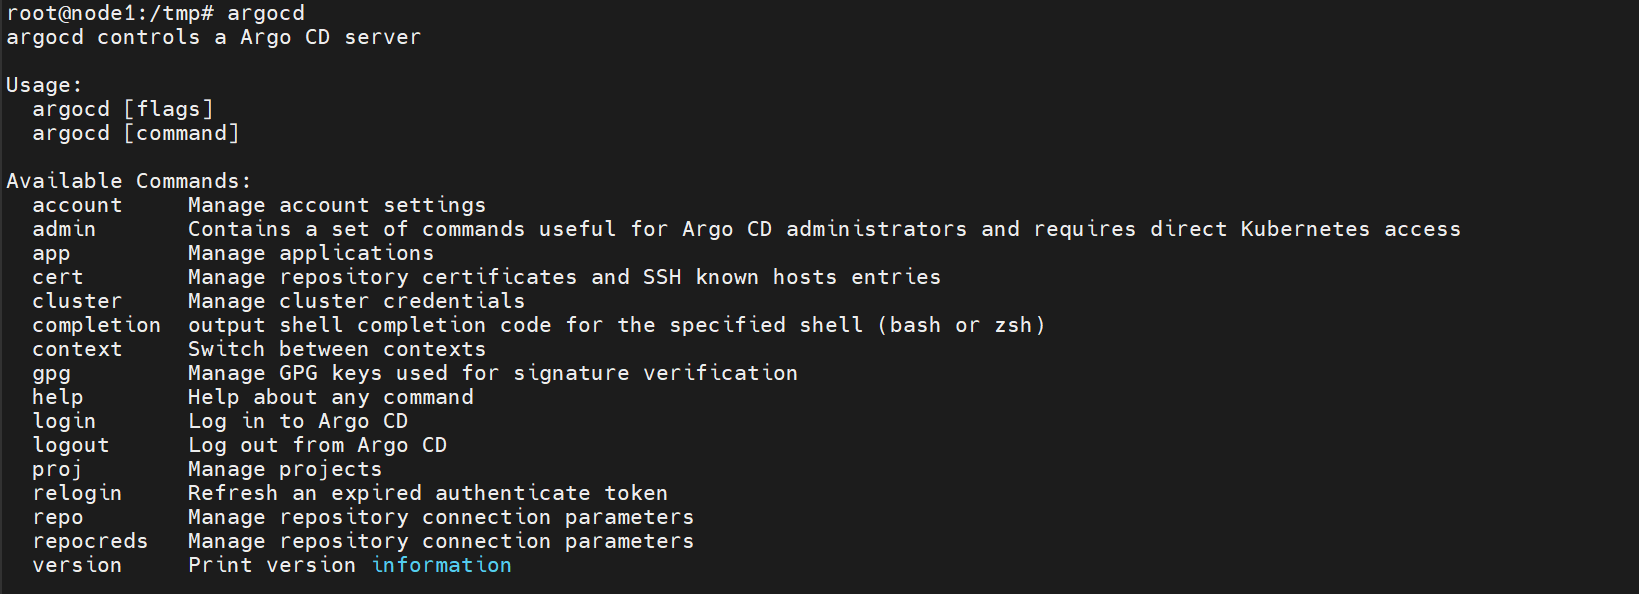 root@node1:/tmp# argocd
argocd controls a Argo CD server
Usage:
argocd [flags]
argocd [command]
Available Commands:
account Manage account settings
admin Contains a set of commands useful for Argo CD administrators and requires direct Kubernetes access
app Manage applications
cert Manage repository certificates and SSH known hosts entries
cluster Manage cluster credentials
completion output shell completion code for the specified shell (bash or zsh)
context Switch between contexts
gpg Manage GPG keys used for signature verification
help Help about any command
login Log in to Argo CD
logout Log out from Argo CD
proj Manage projects
relogin Refresh an expired authenticate token
repo Manage repository connection parameters
repocreds Manage repository connection parameters
version Print version information